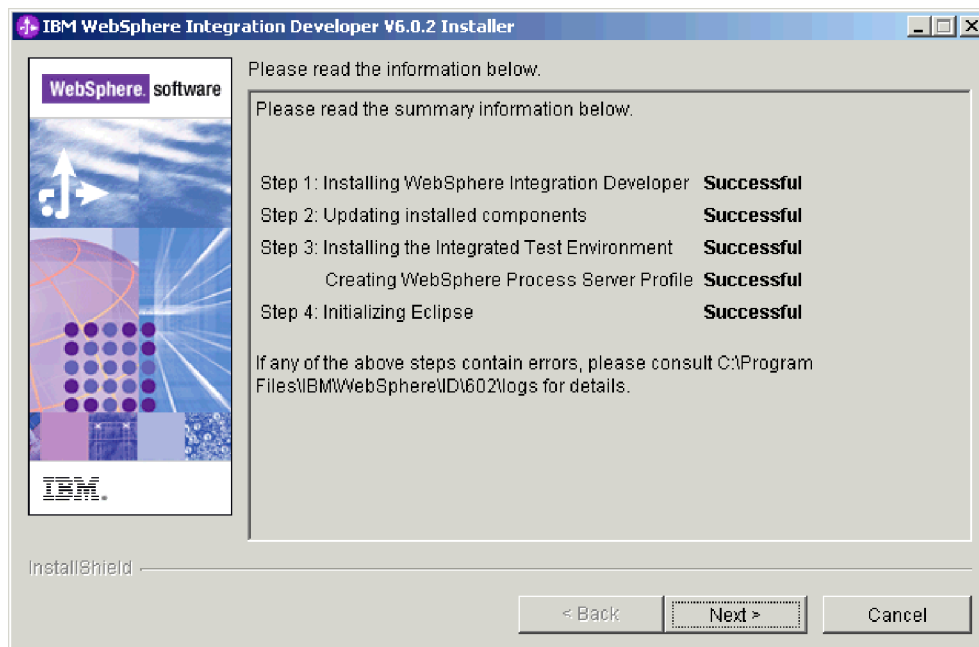 IBM WebSphere Integration Developer V6.0.2 Installer
WebSphere. software
Please read the information below.
Please read the summary information below.
Step 1: Installing WebSphere Integration Developer Successful
Step 2: Updating installed components Successful
Step 3: Installing the Integrated Test Environment Successful
Creating WebSphere Process Server Profile Successful
Step 4: Initializing Eclipse Successful
If any of the above steps contain errors, please consult C:\Program
Files\IBM\WebSphere\ID\602\logs for details.
IBM.
InstallShield
< Back
Next >
Cancel